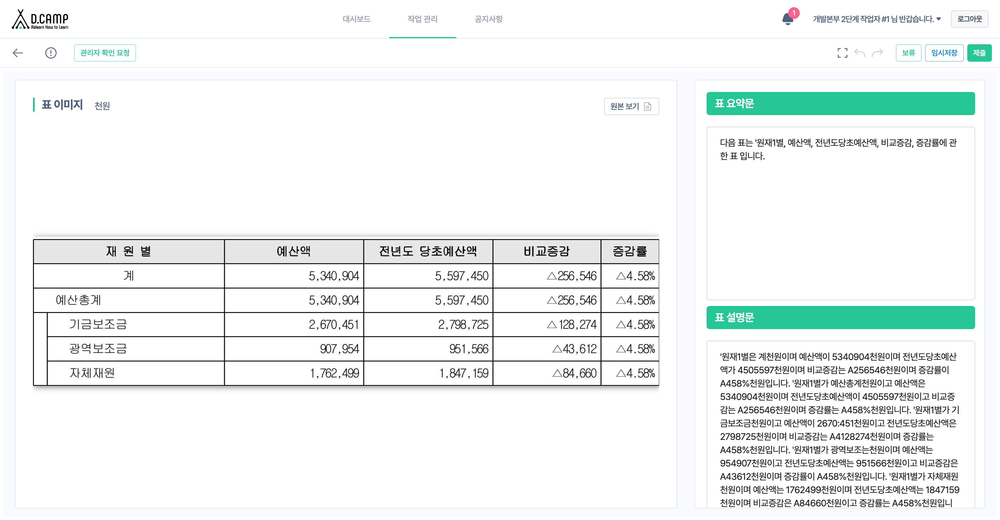 D.CAMP
Relearn How to Learn
대시보드
작업 관리
공지사항
1
개발본부 2단계 작업자 #1 님 반갑습니다.
로그아웃
관리자 확인 요청
보류
임시저장
제출
표 이미지 천원
원본 보기
재 원 별 예산액 전년도 당초예산액 비교증감 증감률
계 5,340,904 5,597,450 △256,546 △4.58%
예산총계 5,340,904 5,597,450 △256,546 △4.58%
기금보조금 2,670,451 2,798,725 △128,274 △4.58%
광역보조금 907,954 951,566 △43,612 △4.58%
자체재원 1,762,499 1,847,159 △84,660 △4.58%
표 요약문
다음 표는 '원재1별, 예산액, 전년도당초예산액, 비교증감, 증감률에 관
한 표 입니다.
표 설명문
'원재1별은 계천원이며 예산액이 5340904천원이며 전년도당초예산
액가 4505597천원이며 비교증감는 A256546천원이며 증감률이
A458%천원입니다. '원재1별가 예산총계천원이고 예산액은
5340904천원이며 전년도당초예산액이 4505597천원이고 비교증
감는 A256546천원이며 증감률는 A458%천원입니다. '원재1별가 기
금보조금천원이고 예산액이 2670:451천원이고 전년도당초예산액은
2798725천원이며 비교증감는 A4128274천원이며 증감률는
A458%천원입니다. '원재1별가 광역보조는천원이며 예산액는
954907천원이고 전년도당초예산액는 951566천원이고 비교증감은
A43612천원이며 증감률이 A458%천원입니다. '원재1별가 자체재원
천원이며 예산액는 1762499천원이며 전년도당초예산액는 1847159
천원이며 비교증감은 A84660천원이고 증감률는 A458%천원입니